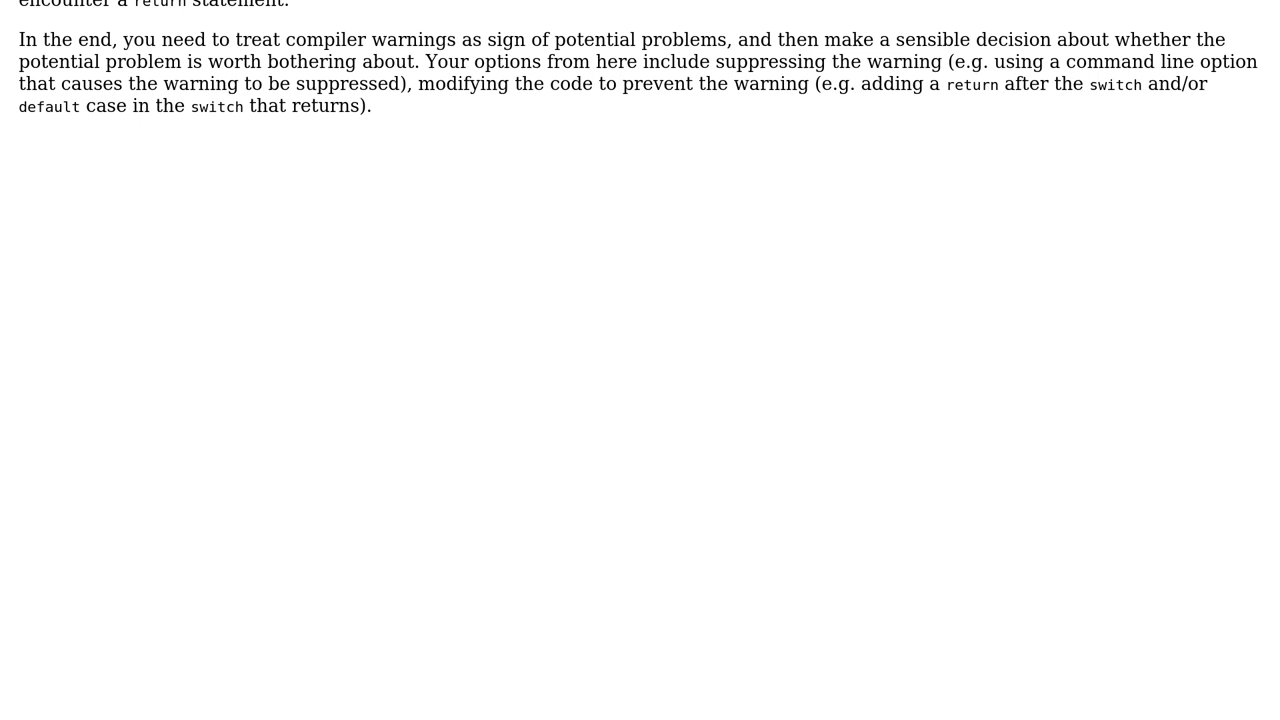 encounter a return statement.
In the end, you need to treat compiler warnings as sign of potential problems, and then make a sensible decision about whether the
potential problem is worth bothering about. Your options from here include suppressing the warning (e.g. using a command line option
that causes the warning to be suppressed), modifying the code to prevent the warning (e.g. adding a return after the switch and/or
default case in the switch that returns).